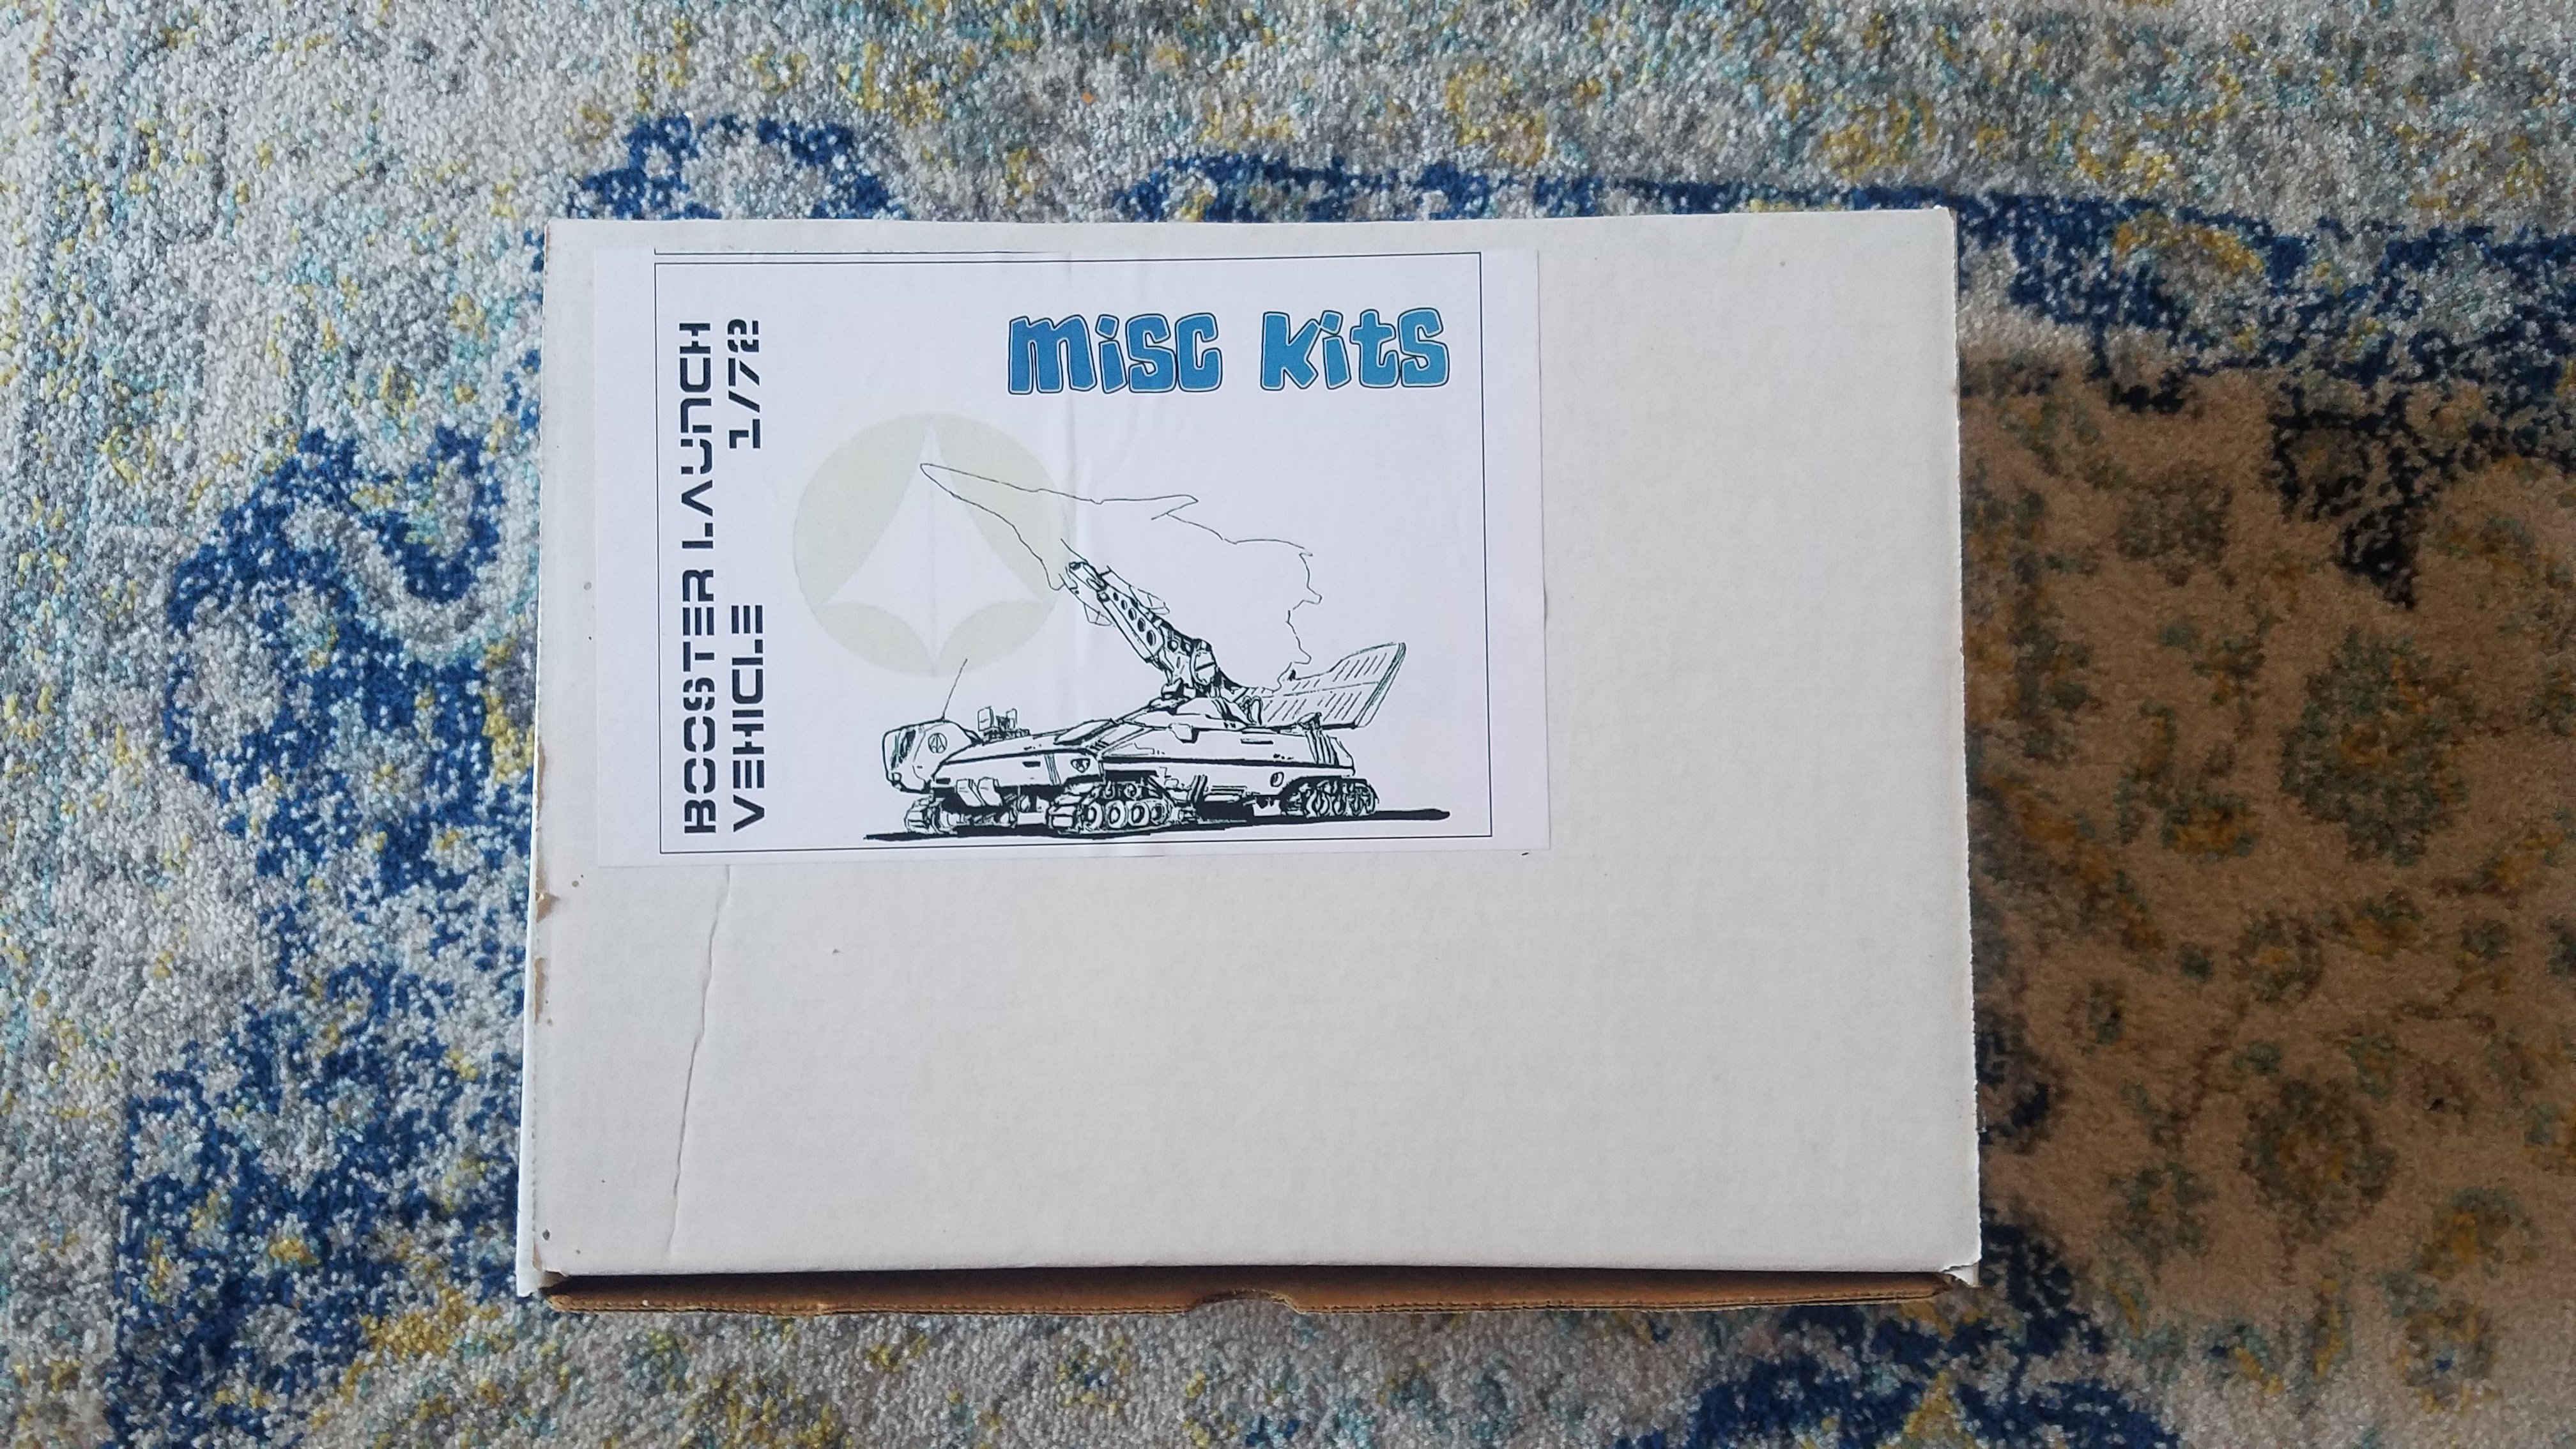 misc kits
BOOSTER LAUNCH
VEHICLE 1/72